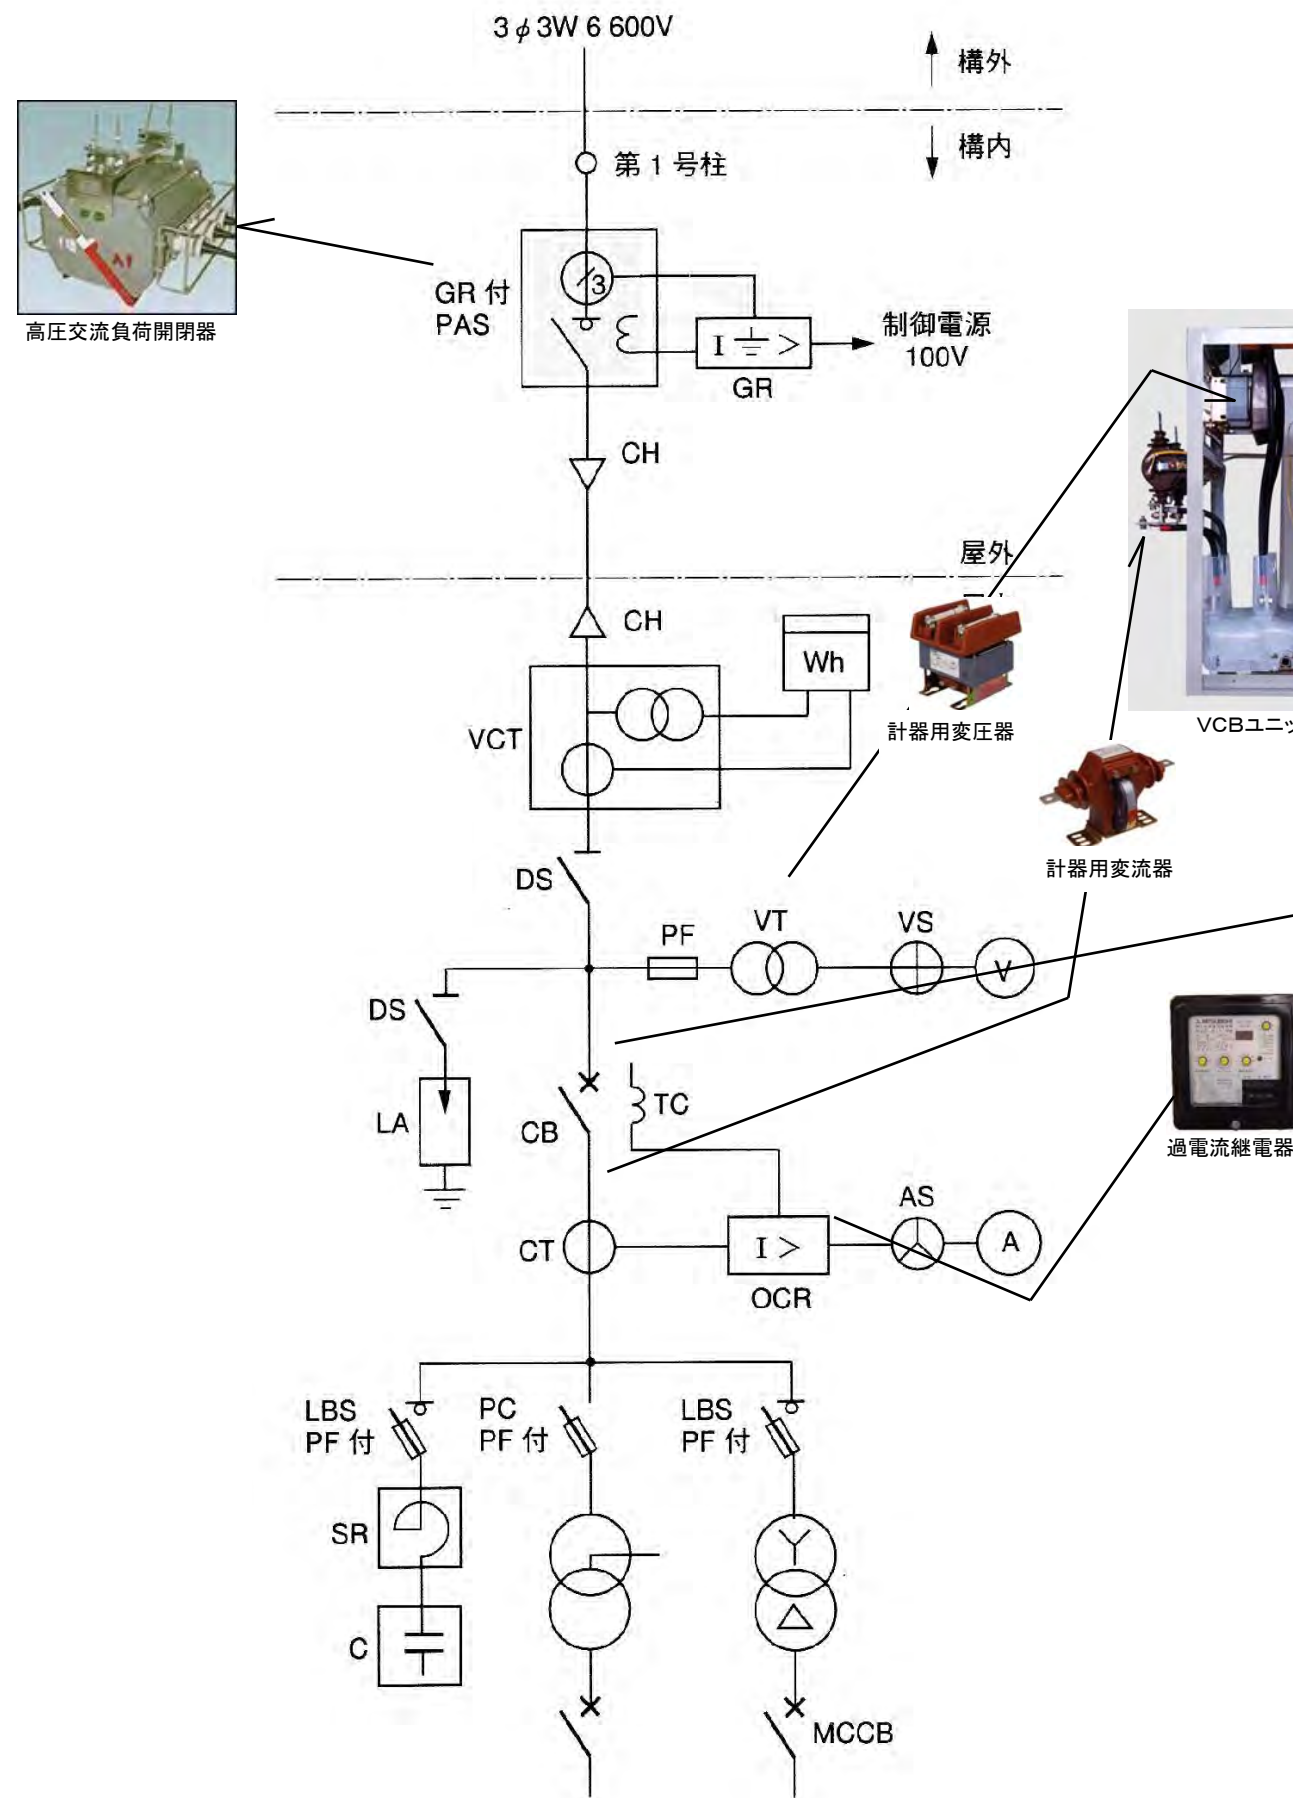 3φ3W 6 600V
構外
構内
第1号柱
高圧交流負荷開閉器
GR 付
PAS
3
I >
GR
制御電源
100V
CH
屋外
CH
Wh
VCT
計器用変圧器
VCBユニッ
計器用変流器
DS
PF
VT
VS
V
DS
LA
CB
TC
過電流継電器
CT
I >
OCR
AS
A
LBS
PF 付
PC
PF 付
LBS
PF 付
SR
C
MCCB